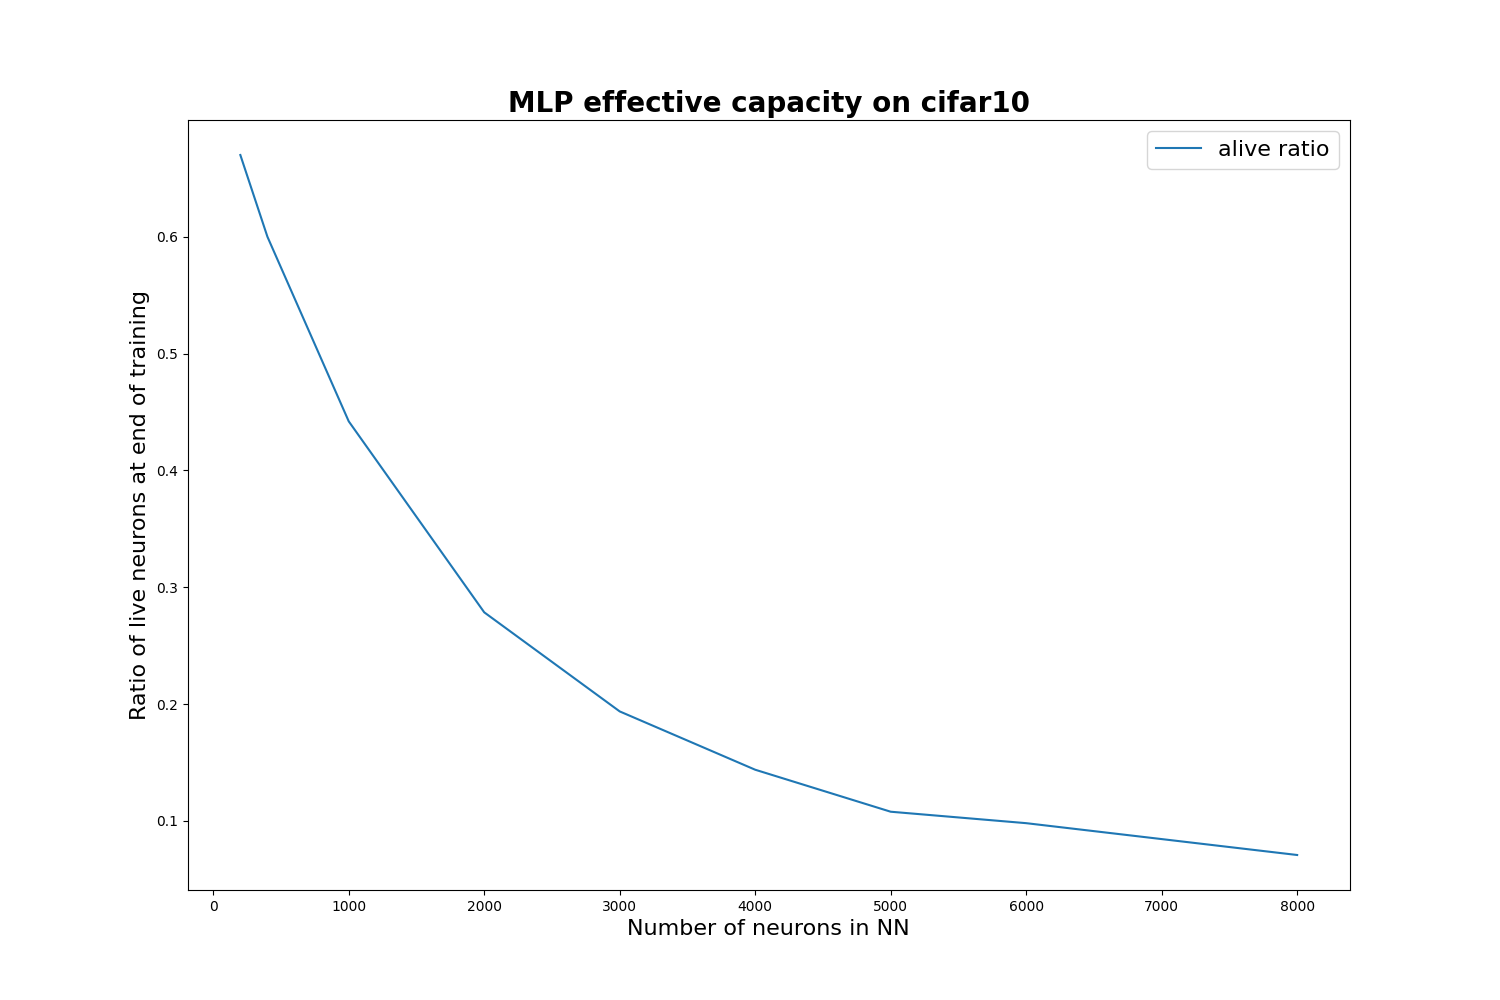 MLP effective capacity on cifar10
alive ratio
Ratio of live neurons at end of training
0.6
0.5
0.4
0.3
0.2
0.1
0 1000 2000 3000 4000 5000 6000 7000 8000
Number of neurons in NN